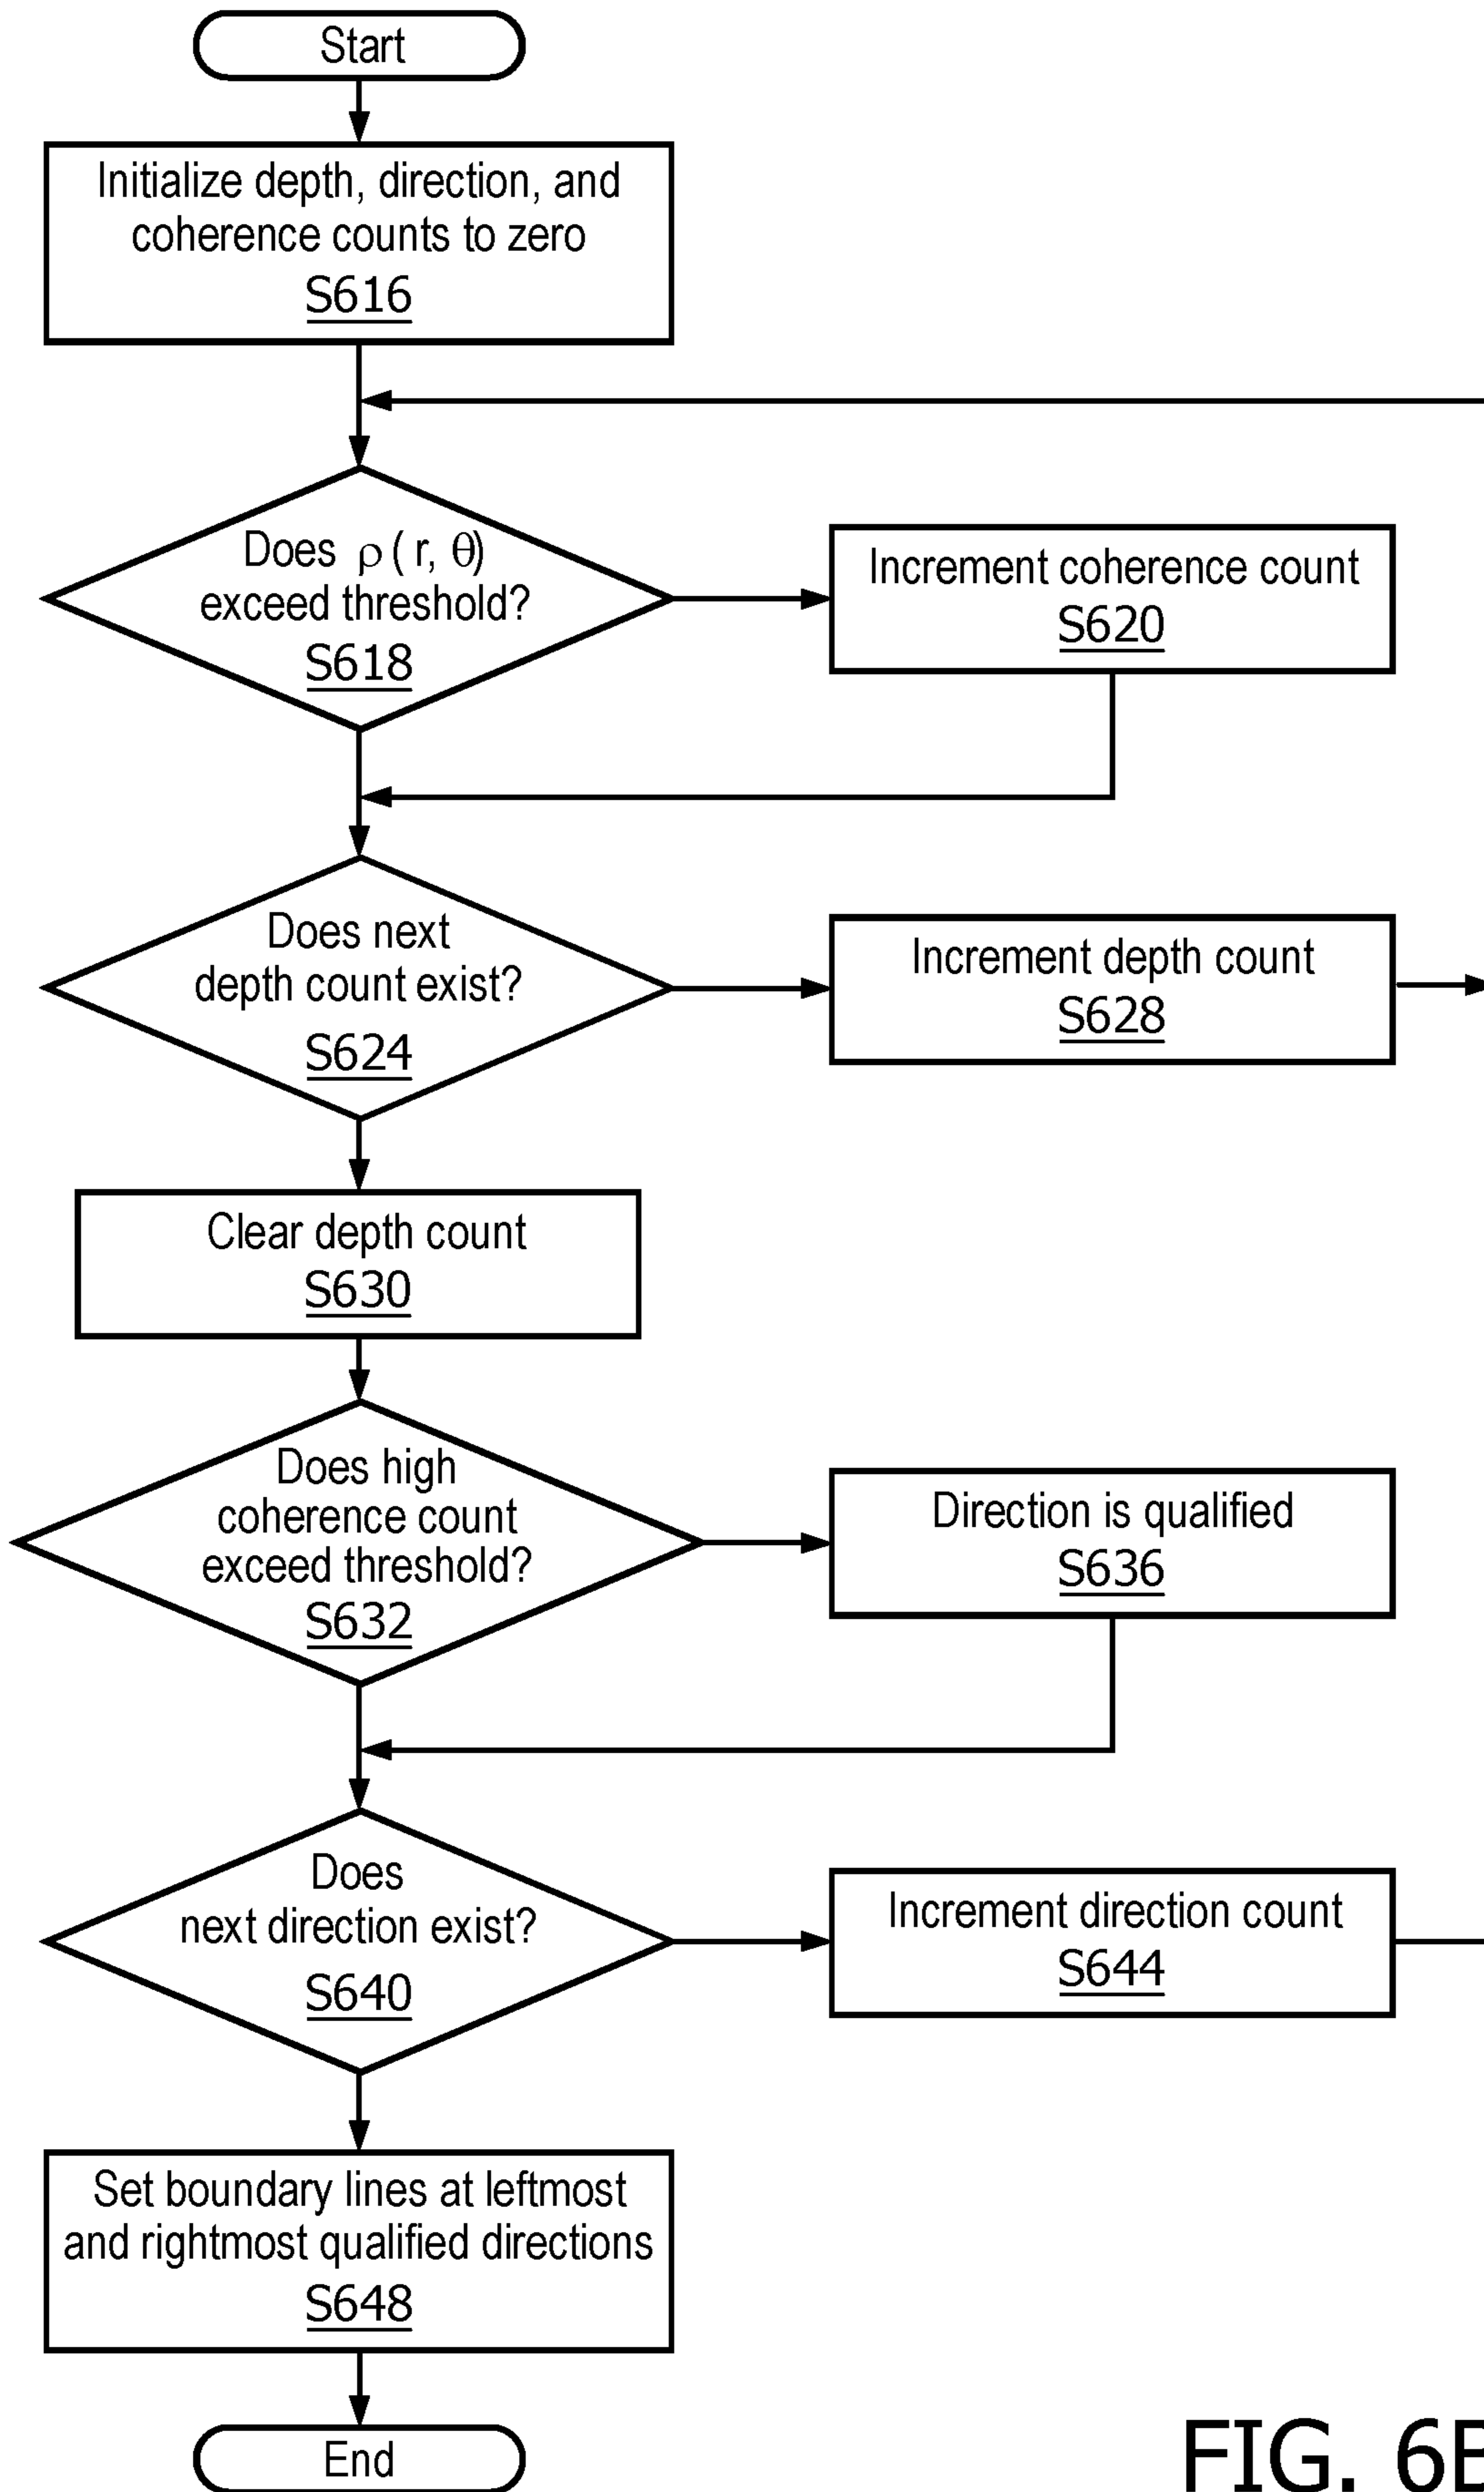 Start
Initialize depth, direction, and
coherence counts to zero
S616
Does ρ ( r, θ)
exceed threshold?
S618
Increment coherence count
S620
Does next
depth count exist?
S624
Increment depth count
S628
Clear depth count
S630
Does high
coherence count
exceed threshold?
S632
Direction is qualified
S636
Does
next direction exist?
S640
Increment direction count
S644
Set boundary lines at leftmost
and rightmost qualified directions
S648
End
FIG. 6B